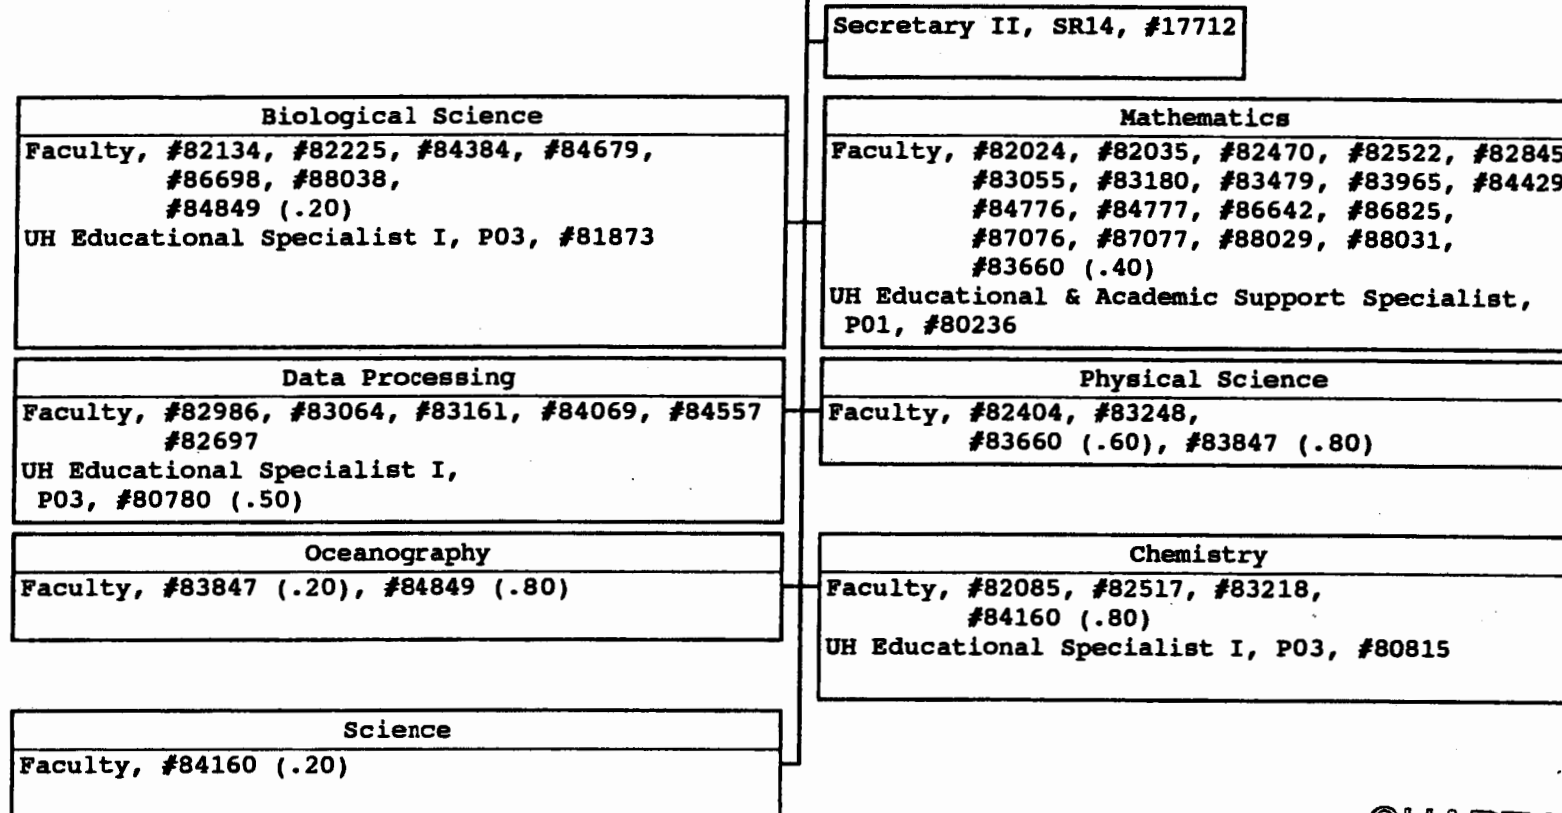 Secretary II, SR14, #17712
Biological Science
Faculty, #82134, #82225, #84384, #84679,
#86698, #88038,
#84849 (.20)
UH Educational Specialist I, P03, #81873
Mathematics
Faculty, #82024, #82035, #82470, #82522, #82845
#83055, #83180, #83479, #83965, #84429
#84776, #84777, #86642, #86825,
#87076, #87077, #88029, #88031,
#83660 (.40)
UH Educational & Academic Support Specialist,
P01, #80236
Data Processing
Faculty, #82986, #83064, #83161, #84069, #84557
#82697
UH Educational Specialist I,
P03, #80780 (.50)
Physical Science
Faculty, #82404, #83248,
#83660 (.60), #83847 (.80)
Oceanography
Faculty, #83847 (.20), #84849 (.80)
Chemistry
Faculty, #82085, #82517, #83218,
#84160 (.80)
UH Educational Specialist I, P03, #80815
Science
Faculty, #84160 (.20)